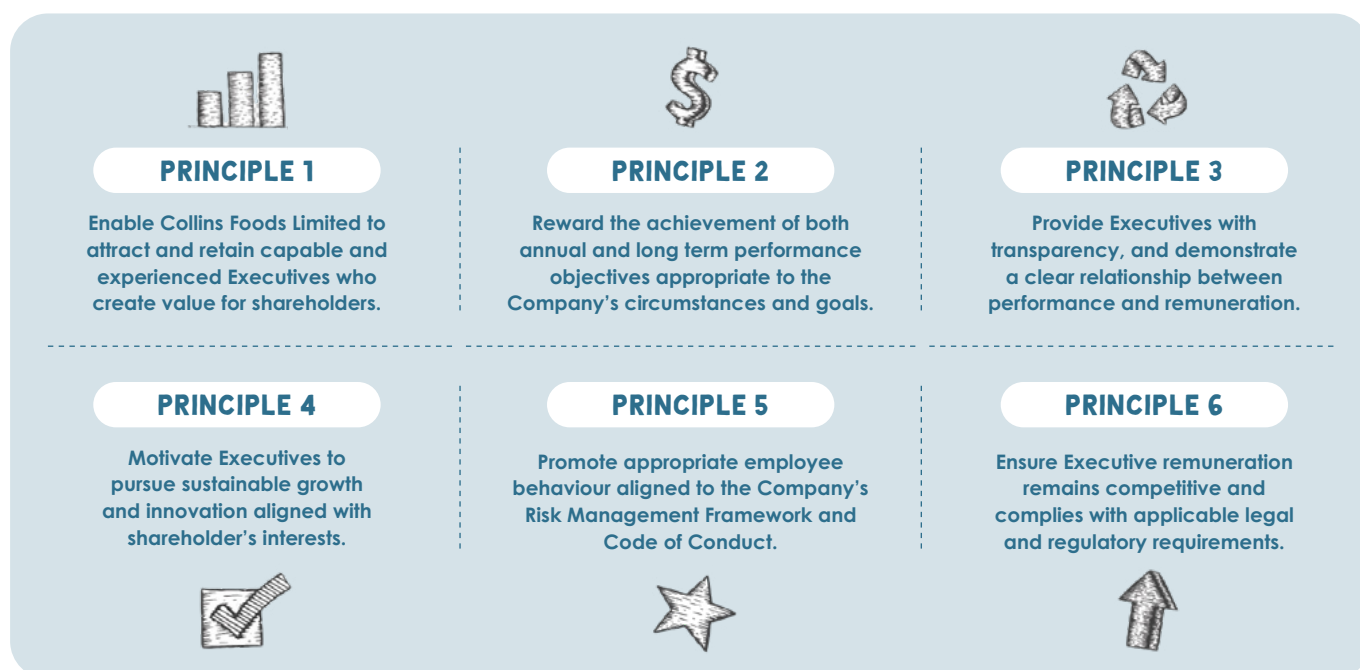 PRINCIPLE 1
Enable Collins Foods Limited to
attract and retain capable and
experienced Executives who
create value for shareholders.
PRINCIPLE 2
Reward the achievement of both
annual and long term performance
objectives appropriate to the
Company's circumstances and goals.
PRINCIPLE 3
Provide Executives with
transparency, and demonstrate
a clear relationship between
performance and remuneration.
PRINCIPLE 4
Motivate Executives to
pursue sustainable growth
and innovation aligned with
shareholder's interests.
PRINCIPLE 5
Promote appropriate employee
behaviour aligned to the Company's
Risk Management Framework and
Code of Conduct.
PRINCIPLE 6
Ensure Executive remuneration
remains competitive and
complies with applicable legal
and regulatory requirements.